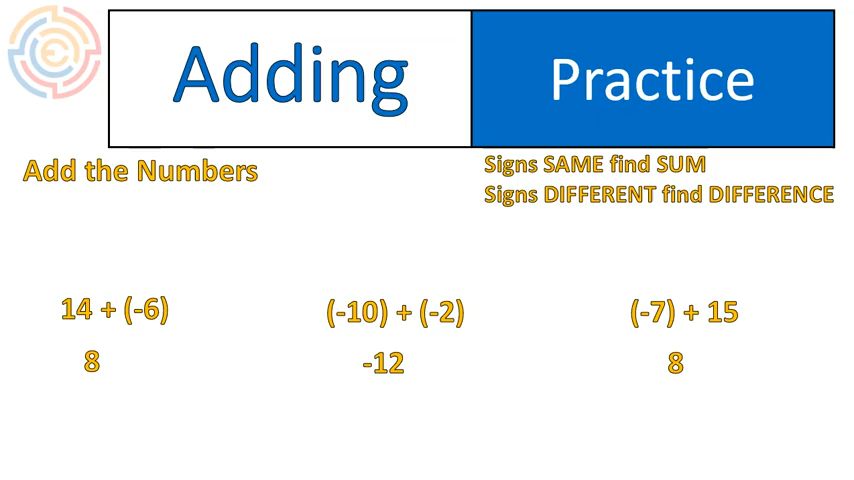 Adding
Practice
Add the Numbers
Signs SAME find SUM
Signs DIFFERENT find DIFFERENCE
14 + (-6)
(-10) + (-2)
(-7) + 15
8
-12
8